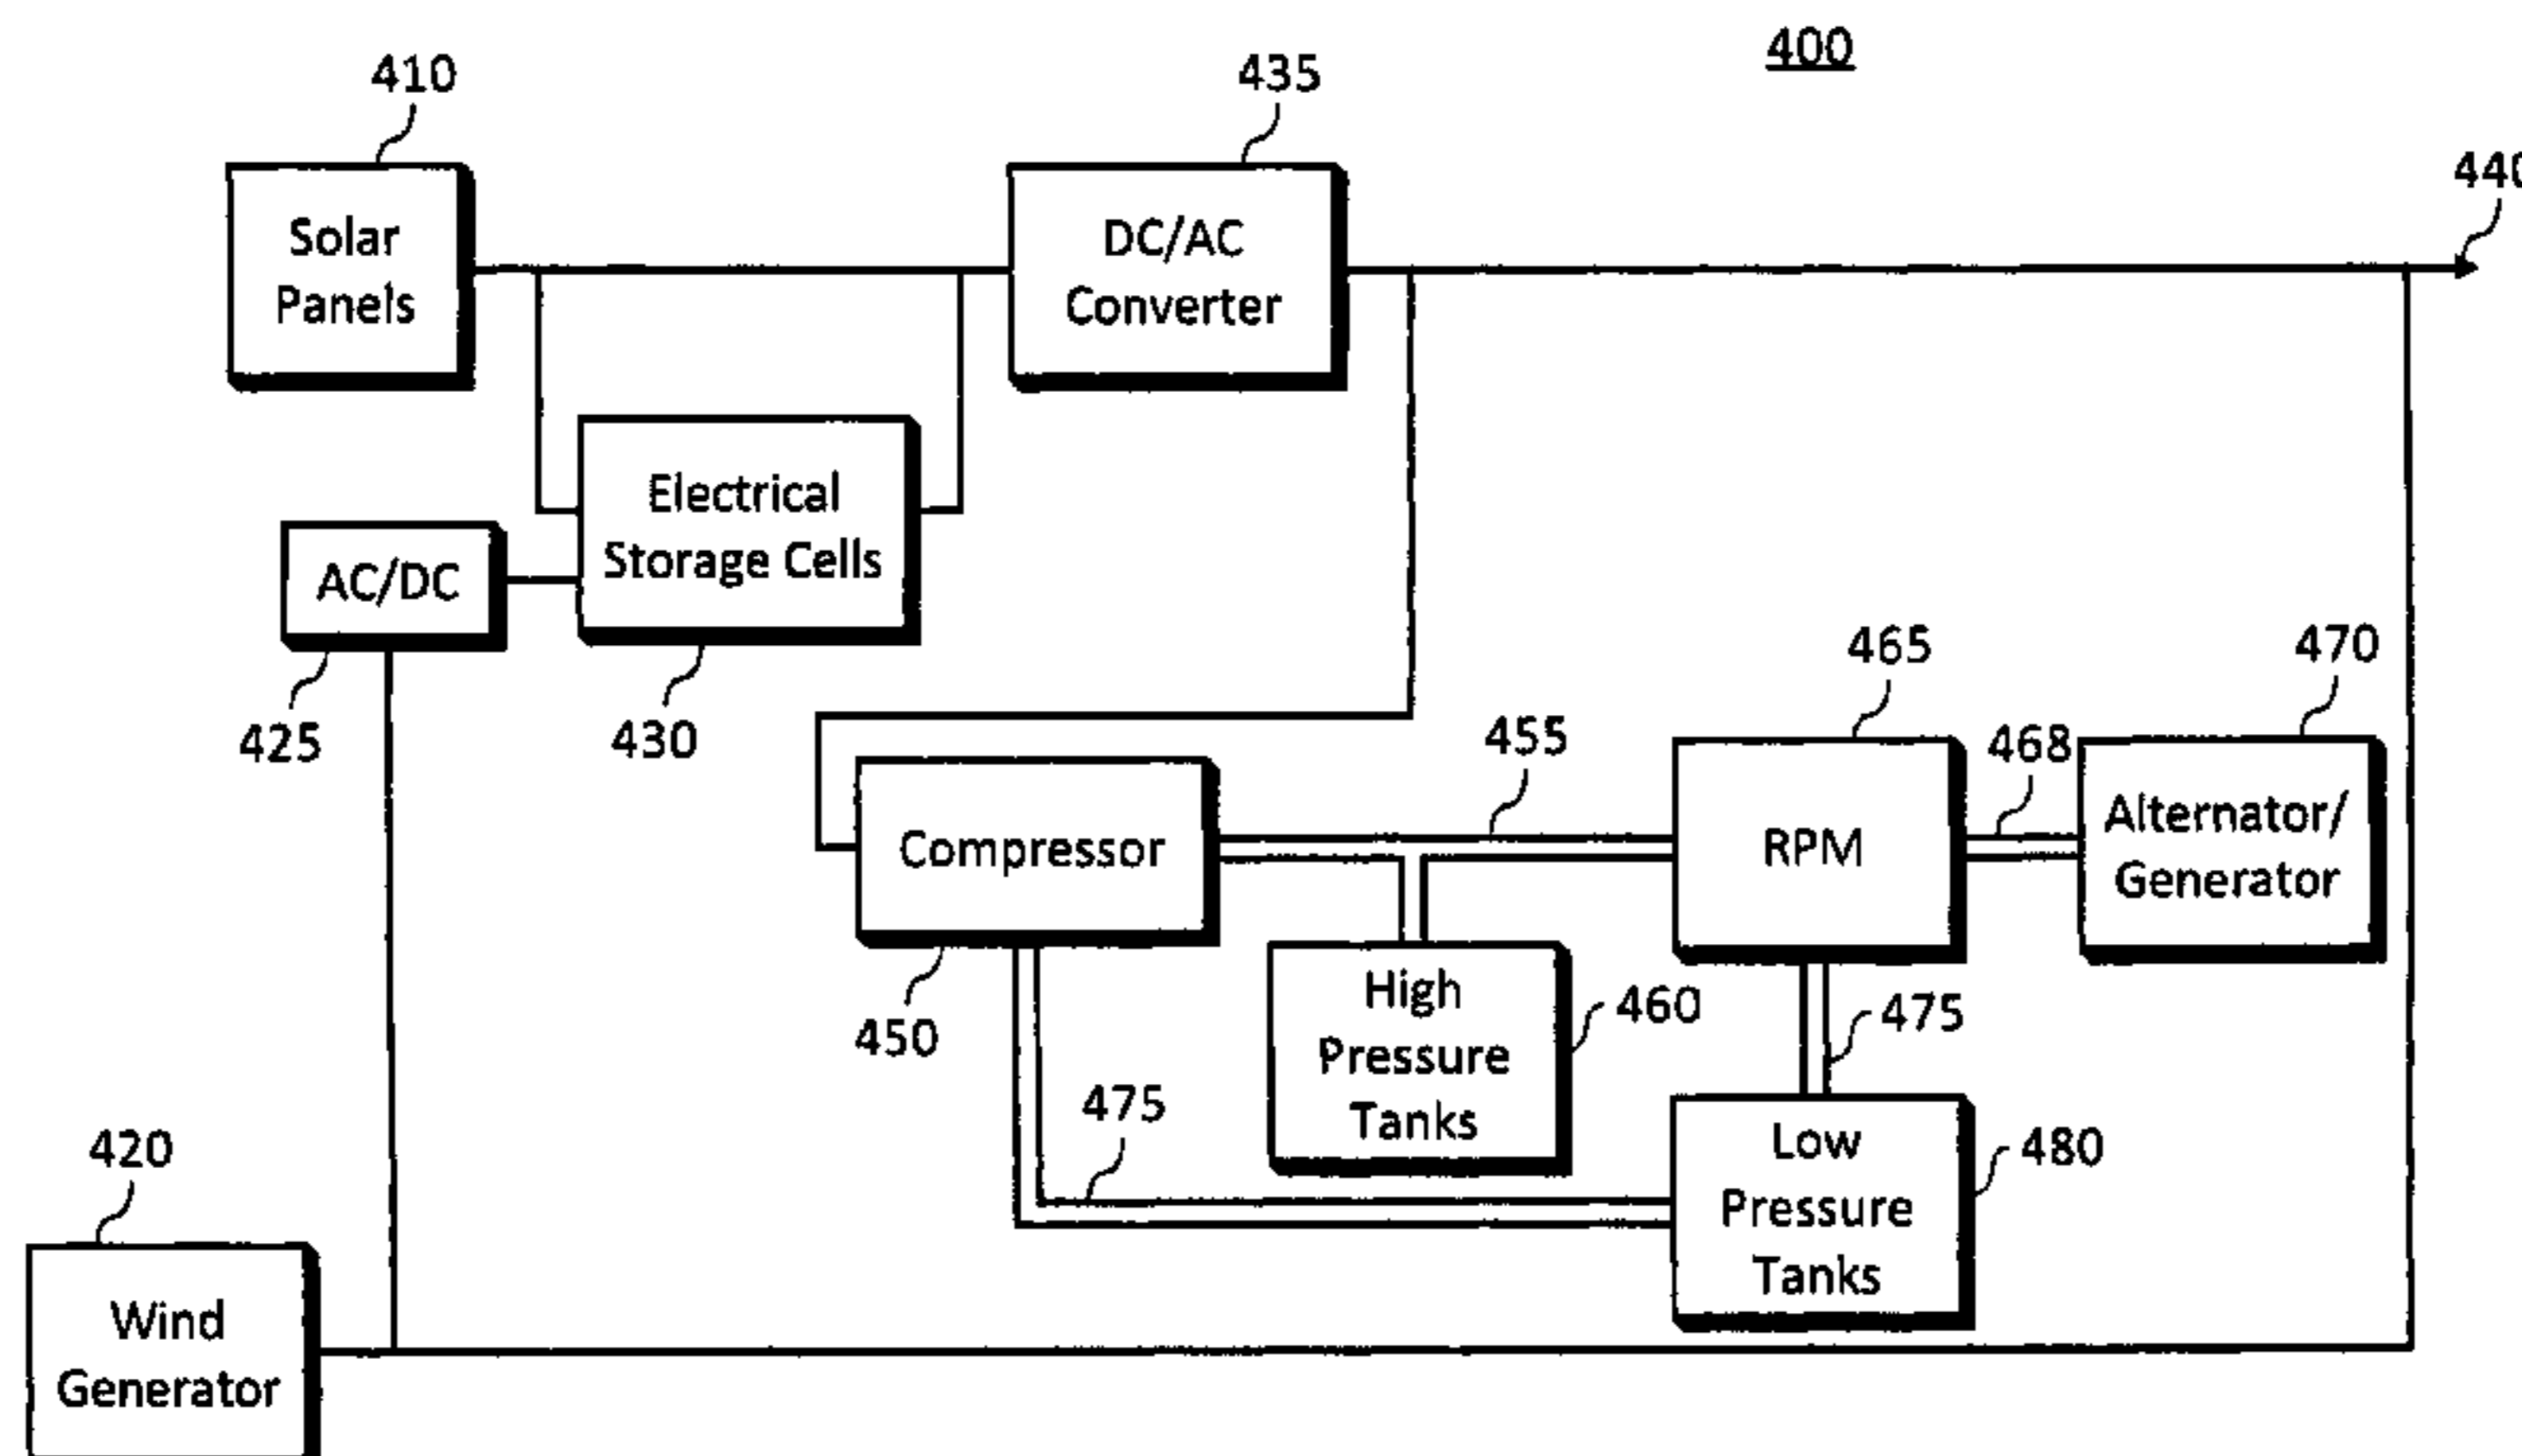 400
410
435
440
Solar
Panels
DC/AC
Converter
Electrical
Storage Cells
AC/DC
425
430
465
470
455
468
Compressor
RPM
Alternator/
Generator
450
High
Pressure
Tanks
460
475
475
Low
Pressure
Tanks
480
420
Wind
Generator